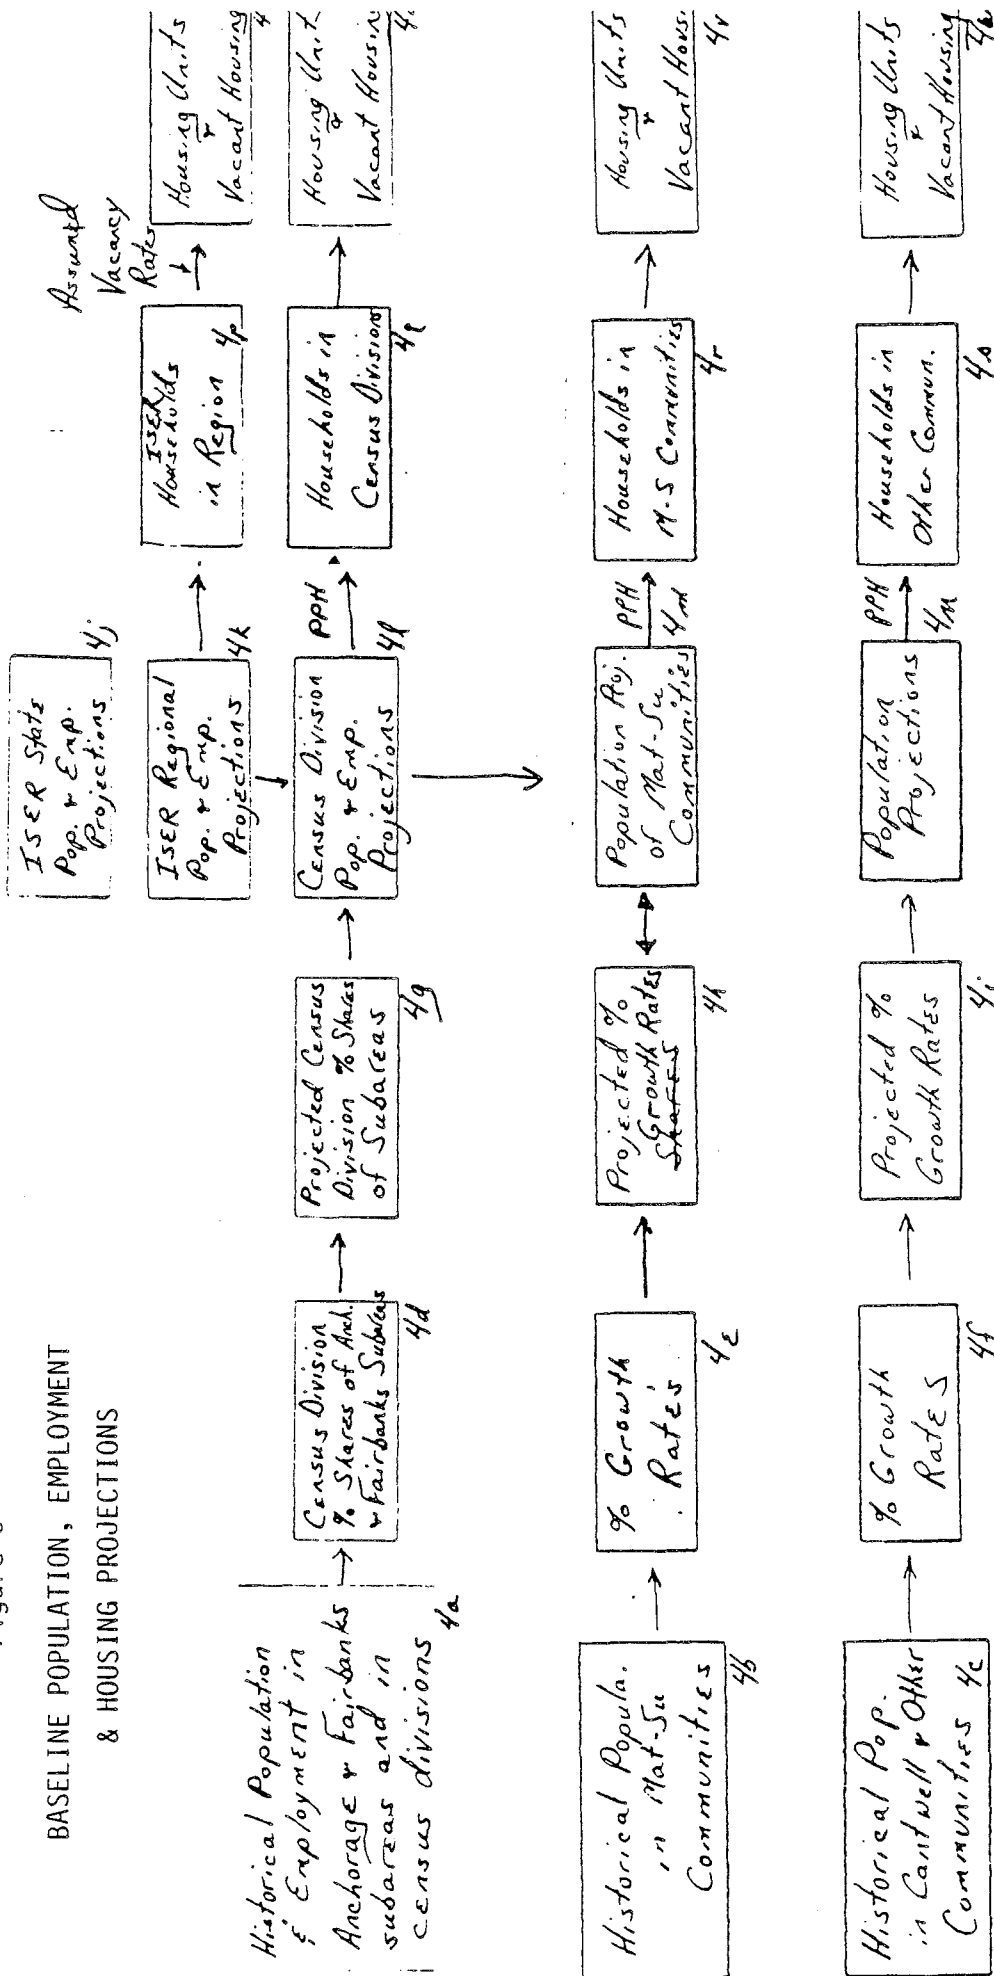 BASELINE POPULATION, EMPLOYMENT
& HOUSING PROJECTIONS
ISER State
Pop. & Emp.
Projections
4j
Assumed
Vacancy
Rates
ISER Regional
Pop. & Emp.
Projections
4k
ISER
Households
in Region
4p
Housing Units
&
Vacant Housing
4
Historical Population
& Employment in
Anchorage & Fairbanks
subareas and in
census divisions
4a
Census Division
% Shares of Anch.
& Fairbanks Subareas
4d
Projected Census
Division % Shares
of Subareas
4g
Census Division
Pop. & Emp.
Projections
4l
PPH
Households in
Census Divisions
4q
Housing Units
&
Vacant Housin
Historical Popula.
in Mat-Su
Communities
4b
% Growth
Rates
4e
Projected %
Growth Rates
Shares
4h
Population Proj.
of Mat-Su
Communities
PPH
4m
Households in
M-S Communities
4r
Housing Units
&
Vacant Hous
4v
Historical Pop.
in Cantwell & Other
Communities 4c
% Growth
Rates
4f
Projected %
Growth Rates
4i
Population
Projections
PPH
Households in
Other Commun.
4s
Housing Units
&
Vacant Housing